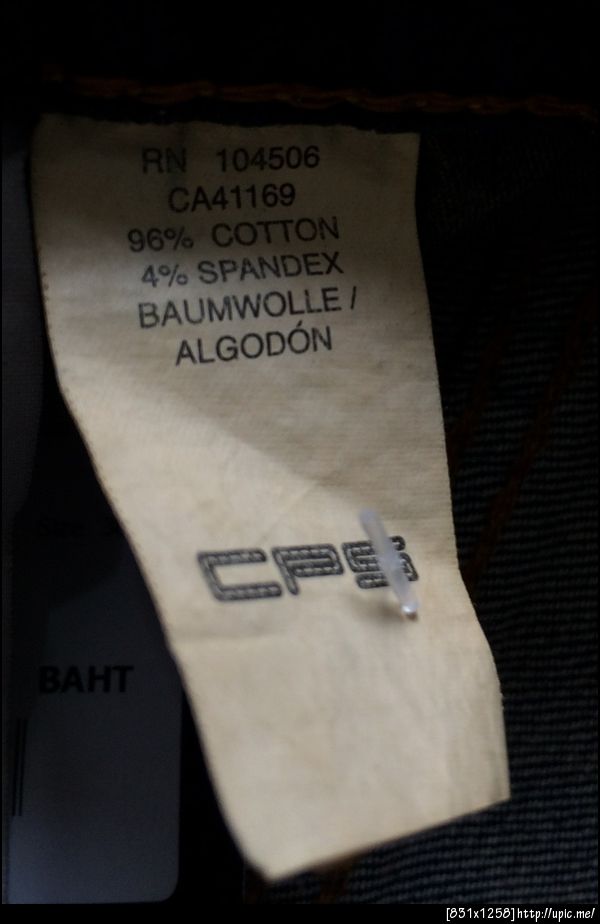 RN 104506
CA41169
96% COTTON
4% SPANDEX
BAUMWOLLE /
ALGODÓN
CPS
BAHT
[831x1258]http://upic.me/